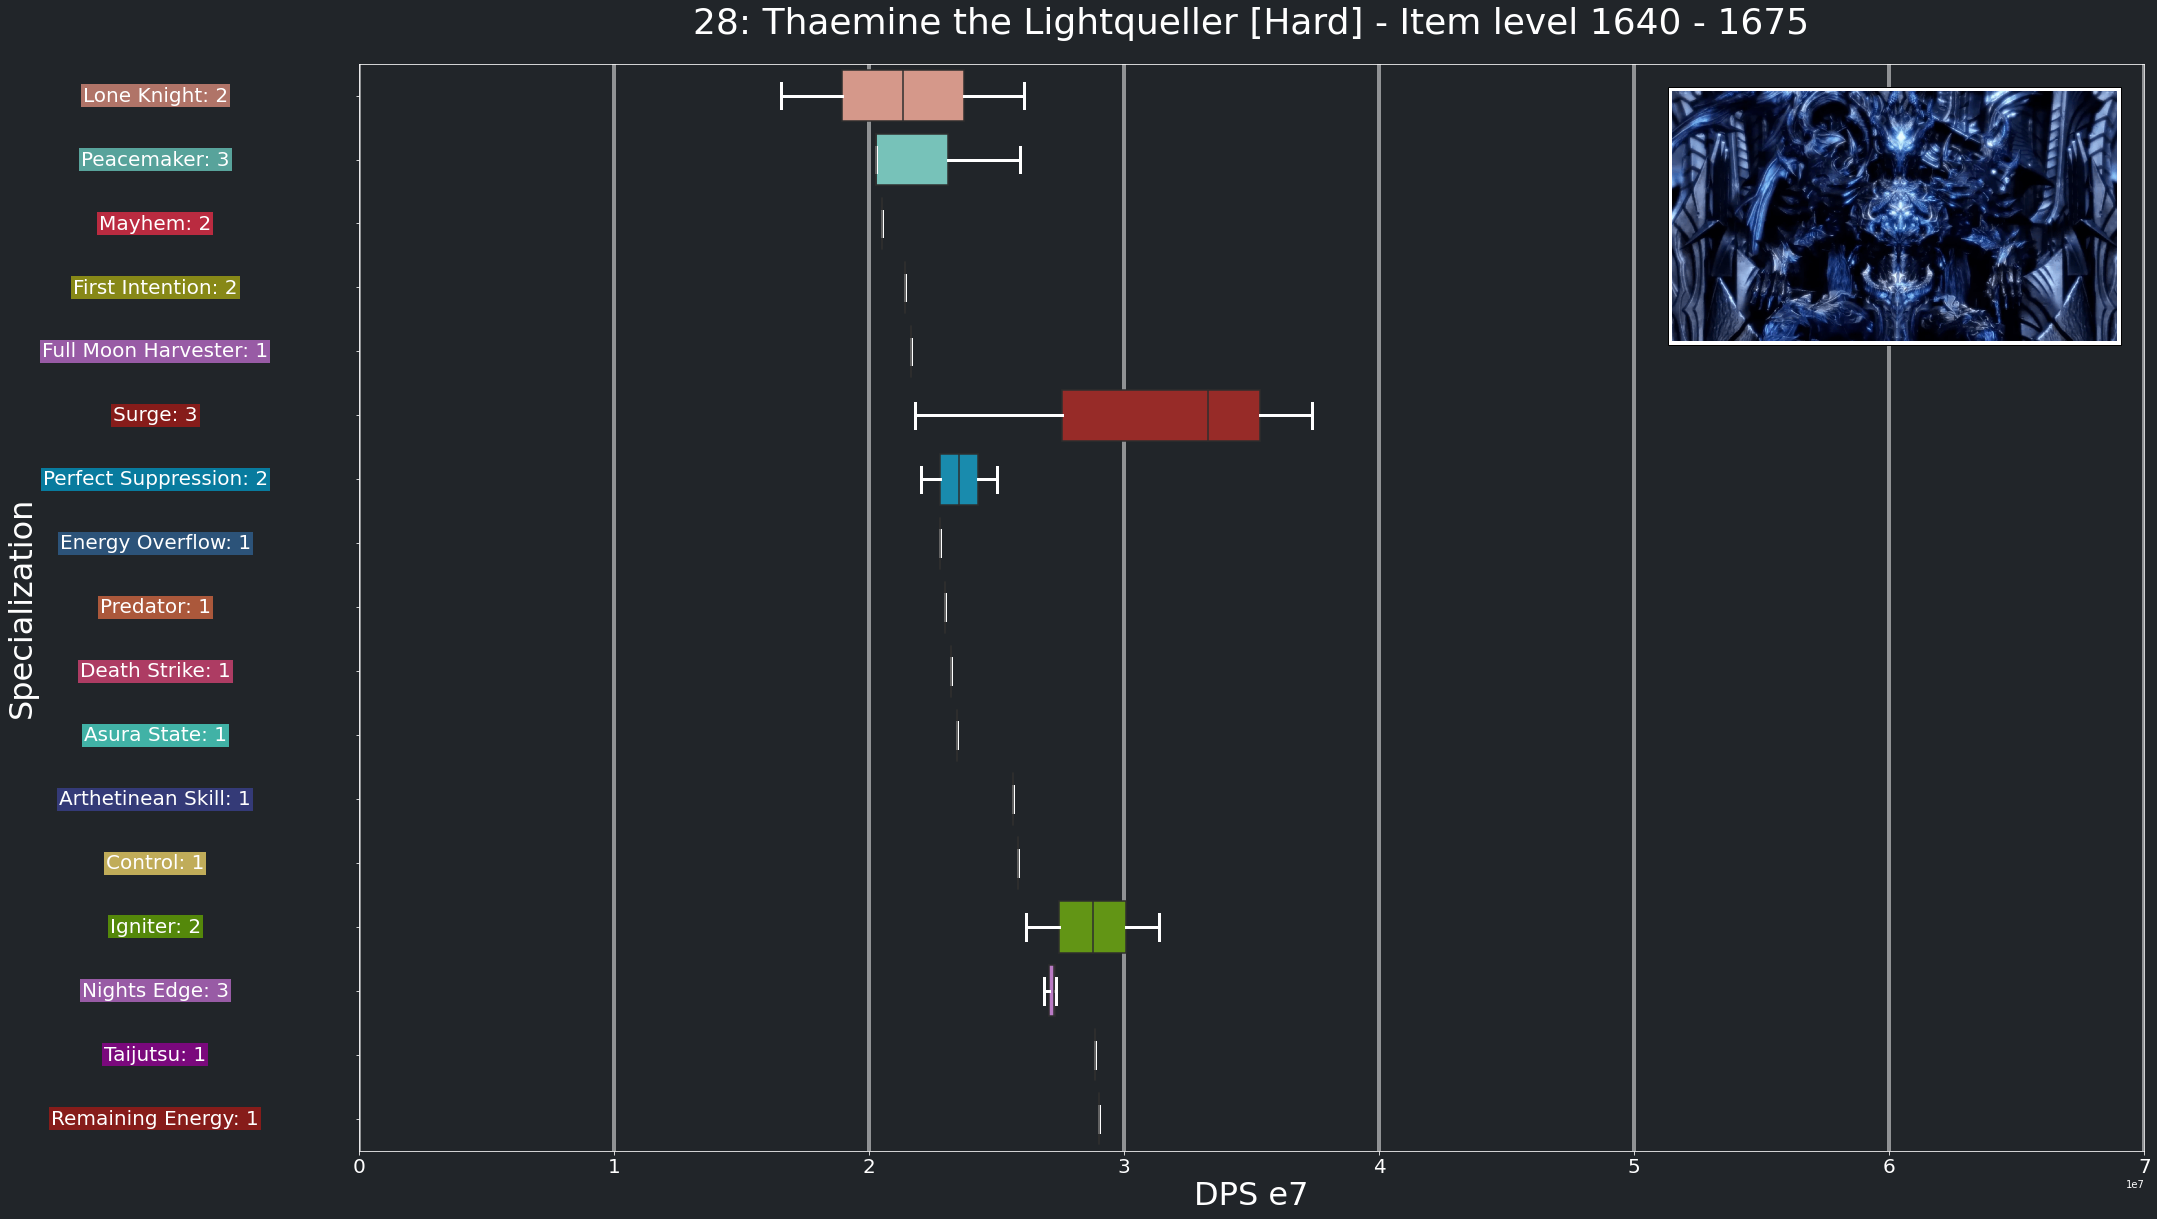 28: Thaemine the Lightqueller [Hard] - Item level 1640 - 1675
Specialization
Lone Knight: 2
Peacemaker: 3
Mayhem: 2
First Intention: 2
Full Moon Harvester: 1
Surge: 3
Perfect Suppression: 2
Energy Overflow: 1
Predator: 1
Death Strike: 1
Asura State: 1
Arthetinean Skill: 1
Control: 1
Igniter: 2
Nights Edge: 3
Taijutsu: 1
Remaining Energy: 1
0 1 2 3 4 5 6 7
1e7
DPS e7